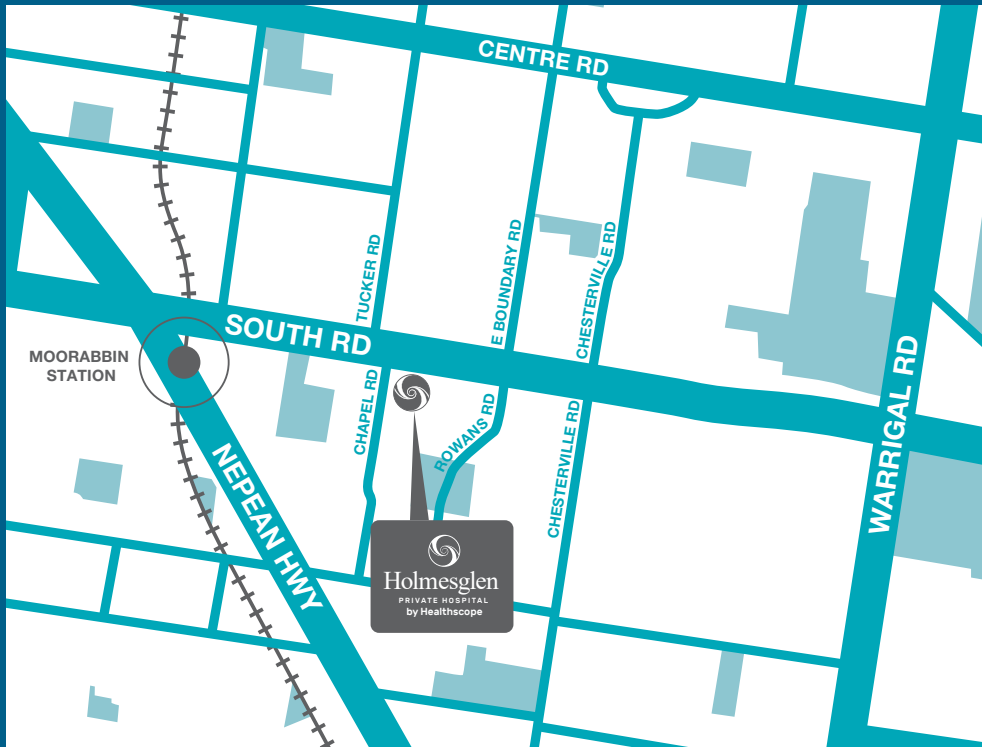 CENTRE RD
TUCKER RD
E BOUNDARY RD
CHESTERVILLE RD
SOUTH RD
MOORABBIN
STATION
CHAPEL RD
ROWANS RD
CHESTERVILLE RD
WARRIGAL RD
NEPEAN HWY
Holmesglen
PRIVATE HOSPITAL
by Healthscope